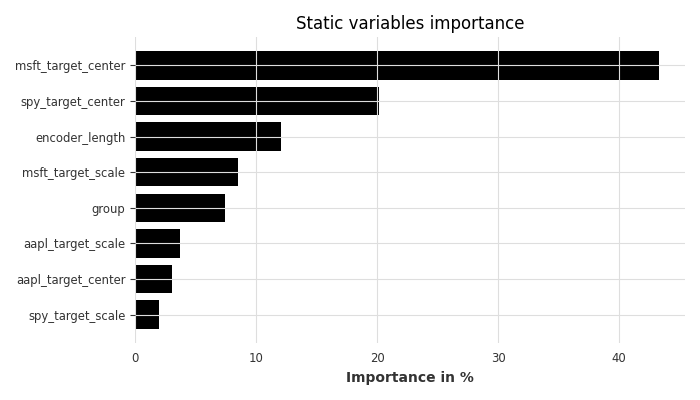 Static variables importance
msft_target_center
spy_target_center
encoder_length
msft_target_scale
group
aapl_target_scale
aapl_target_center
spy_target_scale
0 10 20 30 40
Importance in %